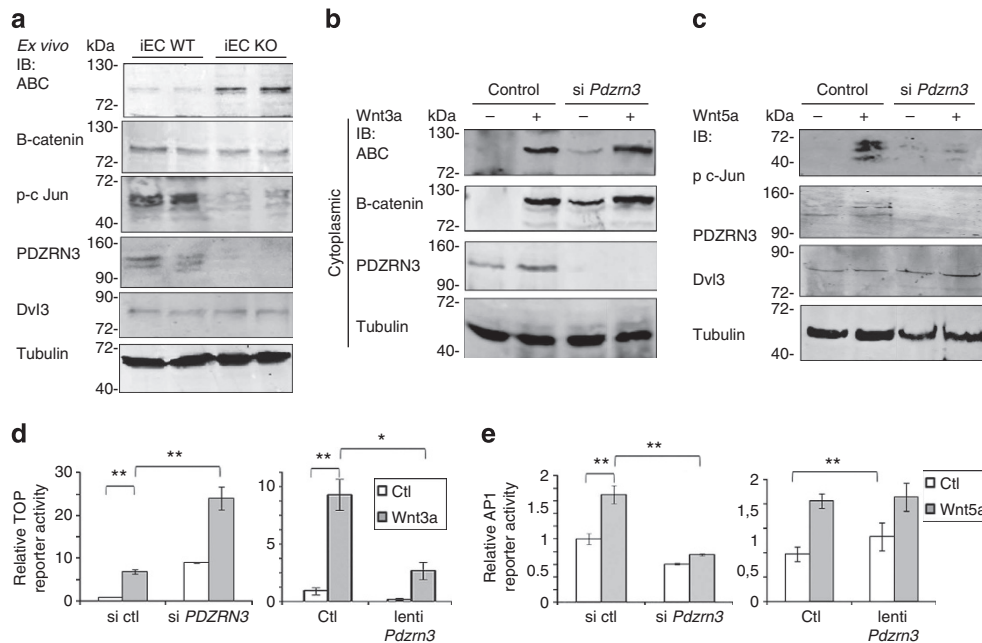 a
Ex vivo kDa iEC WT iEC KO
IB:
ABC
130-
72-
B-catenin
130-
72-
p-c Jun
72-
40-
PDZRN3
160-
90-
Dvl3
90-
72-
Tubulin
72-
40-
b
Control si Pdzrn3
Wnt3a kDa – + – +
Cytoplasmic
IB:
ABC
130-
72-
B-catenin
130-
72-
PDZRN3
160-
90-
Tubulin
72-
40-
c
Control si Pdzrn3
Wnt5a kDa – + – +
IB:
72-
40-
p c-Jun
160-
90-
PDZRN3
90-
Dvl3
72-
72-
Tubulin
40-
d
Relative TOP
reporter activity
30
20
10
0
** **
si ctl si PDZRN3
10
5
0
** *
Ctl
Wnt3a
Ctl lenti
Pdzrn3
e
Relative AP1
reporter activity
2
1,5
1
0,5
0
** **
si ctl si Pdzrn3
2
1,5
1
0,5
0
**
Ctl
Wnt5a
Ctl lenti
Pdzrn3